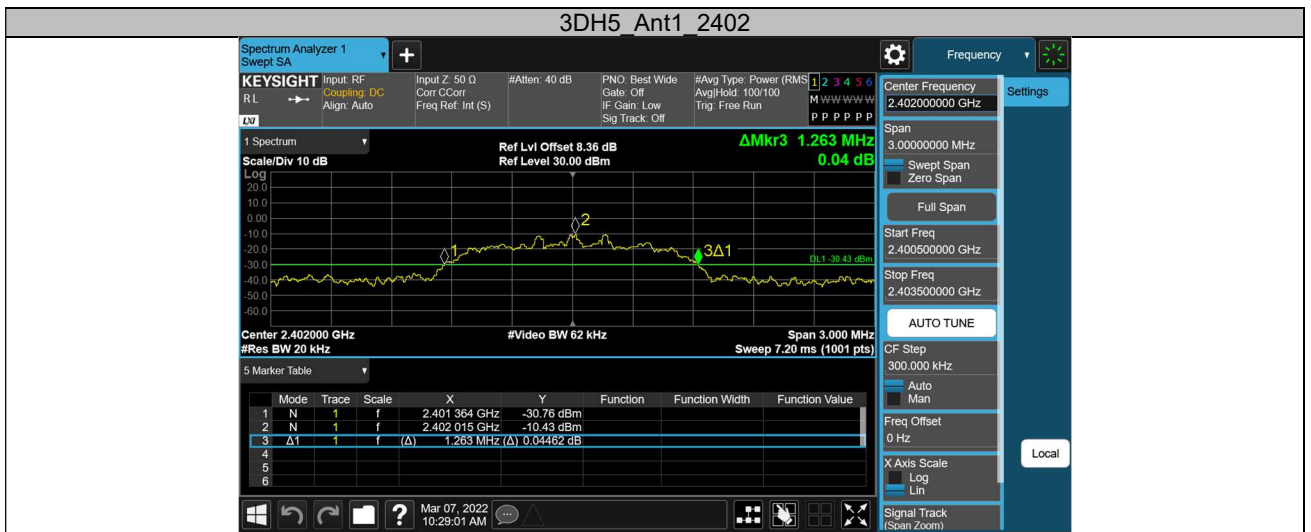 3DH5_Ant1_2402
Spectrum Analyzer 1
Swept SA
+
Frequency
KEYSIGHT
RL
LXI
Input: RF
Coupling: DC
Align: Auto
Input Z: 50 Ω
Corr CCorr
Freq Ref: Int (S)
#Atten: 40 dB
PNO: Best Wide
Gate: Off
IF Gain: Low
Sig Track: Off
#Avg Type: Power (RMS
Avg|Hold: 100/100
Trig: Free Run
1 2 3 4 5 6
M W W W W W
P P P P P P
1 Spectrum
Scale/Div 10 dB
Ref Lvl Offset 8.36 dB
Ref Level 30.00 dBm
ΔMkr3 1.263 MHz
0.04 dB
Log
20.0
10.0
0.00
-10.0
-20.0
-30.0
-40.0
-50.0
-60.0
1
2
3Δ1
DL1 -30.43 dBm
Center 2.402000 GHz
#Video BW 62 kHz
Span 3.000 MHz
#Res BW 20 kHz
Sweep 7.20 ms (1001 pts)
5 Marker Table
Mode Trace Scale X Y Function Function Width Function Value
1 N 1 f 2.401 364 GHz -30.76 dBm
2 N 1 f 2.402 015 GHz -10.43 dBm
3 Δ1 1 f (Δ) 1.263 MHz (Δ) 0.04462 dB
4
5
6
?
Mar 07, 2022
10:29:01 AM
Center Frequency
2.402000000 GHz
Settings
Span
3.00000000 MHz
Swept Span
Zero Span
Full Span
Start Freq
2.400500000 GHz
Stop Freq
2.403500000 GHz
AUTO TUNE
CF Step
300.000 kHz
Auto
Man
Freq Offset
0 Hz
X Axis Scale
Log
Lin
Local
Signal Track
(Span Zoom)